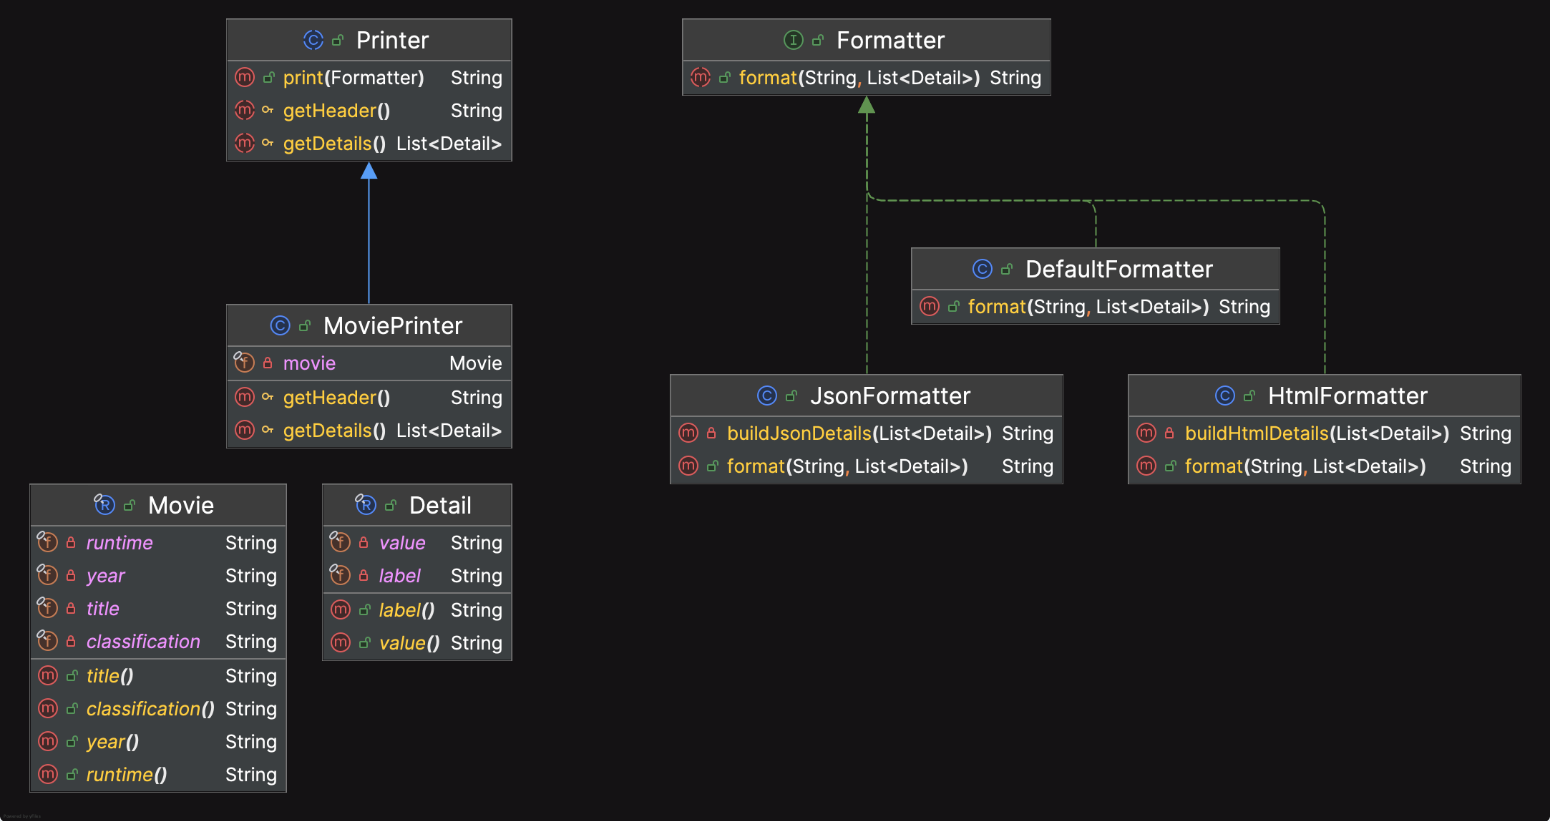 Printer
print(Formatter) String
getHeader() String
getDetails() List<Detail>
Formatter
format(String, List<Detail>) String
DefaultFormatter
format(String, List<Detail>) String
MoviePrinter
movie Movie
getHeader() String
getDetails() List<Detail>
JsonFormatter
buildJsonDetails(List<Detail>) String
format(String, List<Detail>) String
HtmlFormatter
buildHtmlDetails(List<Detail>) String
format(String, List<Detail>) String
Movie
runtime String
year String
title String
classification String
title() String
classification() String
year() String
runtime() String
Detail
value String
label String
label() String
value() String